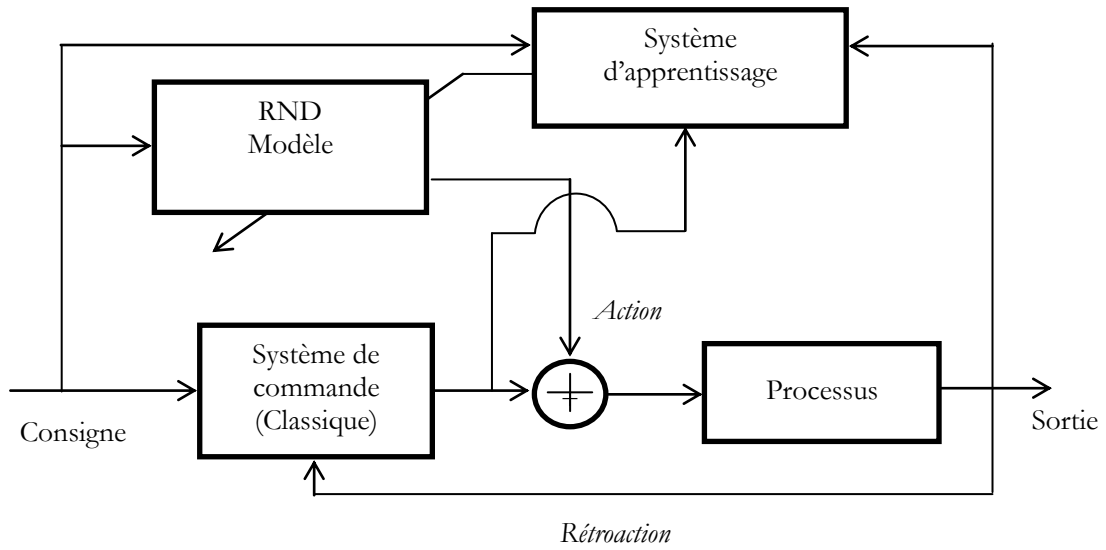 Système
d'apprentissage
RND
Modèle
Action
Système de
commande
(Classique)
Processus
Consigne
Sortie
Rétroaction